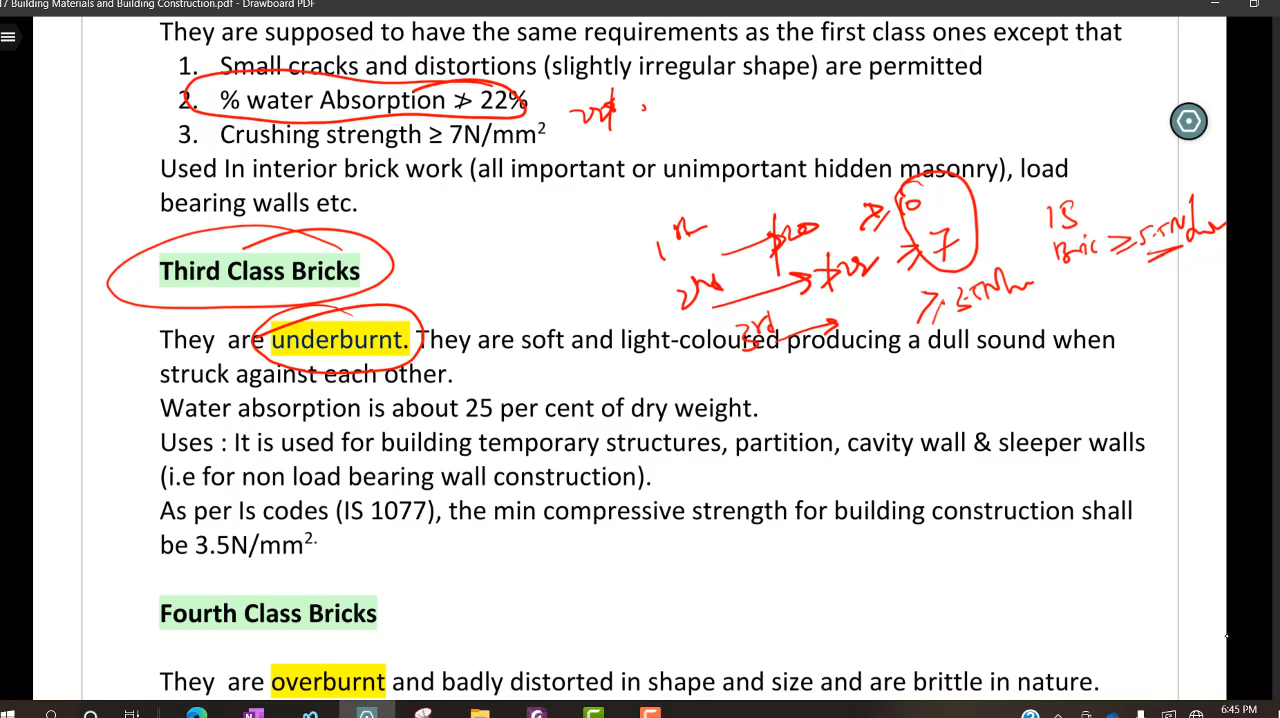 17 Building Materials and Building Construction.pdf - Drawboard PDF
They are supposed to have the same requirements as the first class ones except that
1. Small cracks and distortions (slightly irregular shape) are permitted
2. % water Absorption ≯ 22%
3. Crushing strength ≥ 7N/mm²
Used In interior brick work (all important or unimportant hidden masonry), load
bearing walls etc.
≥ 10
IS
1st → ≯ 20
≥ 7
2nd → ≯ 22
Third Class Bricks
3rd →
They are underburnt. They are soft and light-coloured producing a dull sound when
struck against each other.
Water absorption is about 25 per cent of dry weight.
Uses : It is used for building temporary structures, partition, cavity wall & sleeper walls
(i.e for non load bearing wall construction).
As per Is codes (IS 1077), the min compressive strength for building construction shall
be 3.5N/mm²·
Fourth Class Bricks
They are overburnt and badly distorted in shape and size and are brittle in nature.
6:45 PM